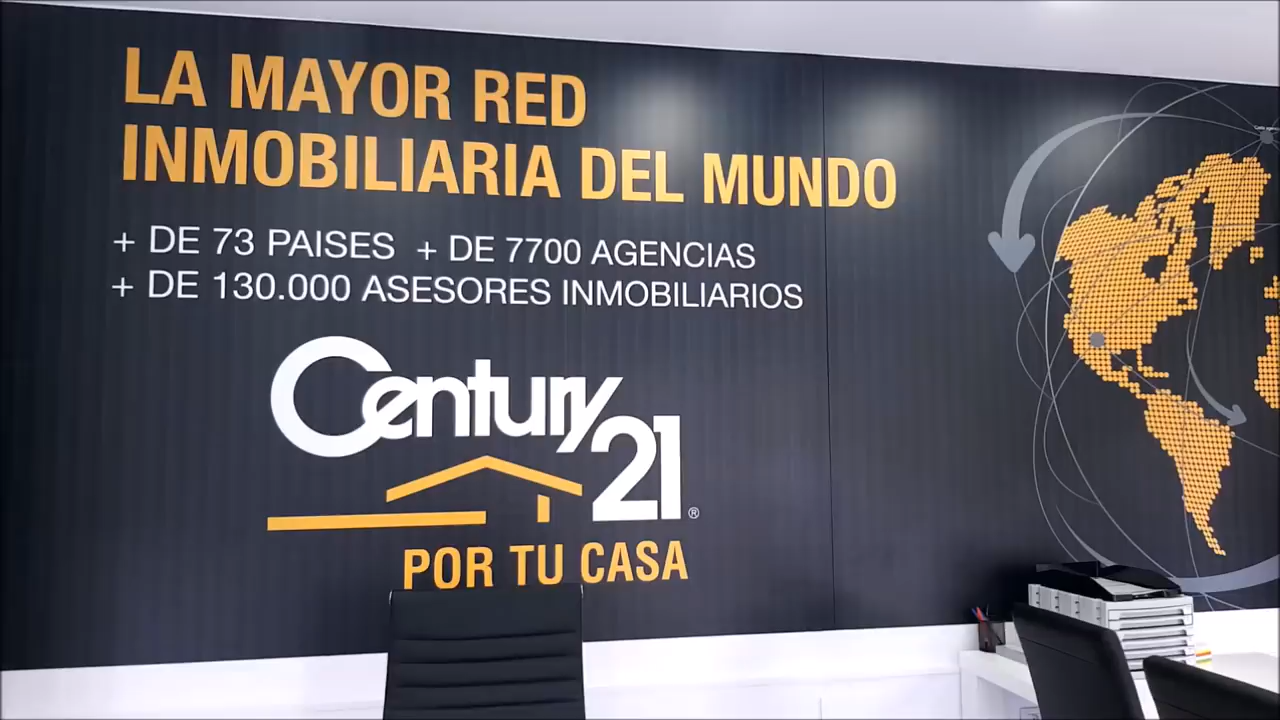 LA MAYOR RED
INMOBILIARIA DEL MUNDO
+ DE 73 PAISES + DE 7700 AGENCIAS
+ DE 130.000 ASESORES INMOBILIARIOS
Century
21®
POR TU CASA